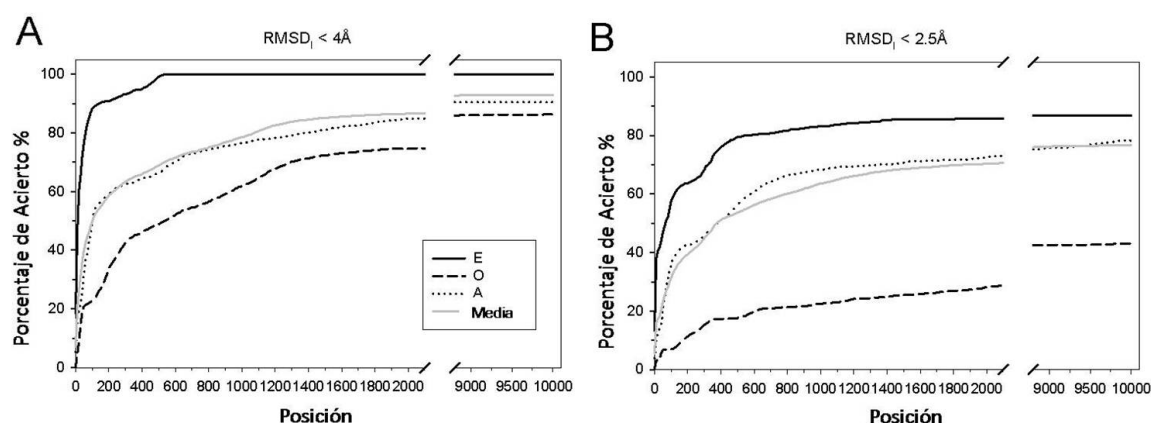 A
RMSD_I < 4Å
Porcentaje de Acierto %
100
80
60
40
20
0
E
O
A
Media
0 200 400 600 800 1000 1200 1400 1600 1800 2000 9000 9500 10000
Posición
B
RMSD_I < 2.5Å
Porcentaje de Acierto %
100
80
60
40
20
0
0 200 400 600 800 1000 1200 1400 1600 1800 2000 9000 9500 10000
Posición